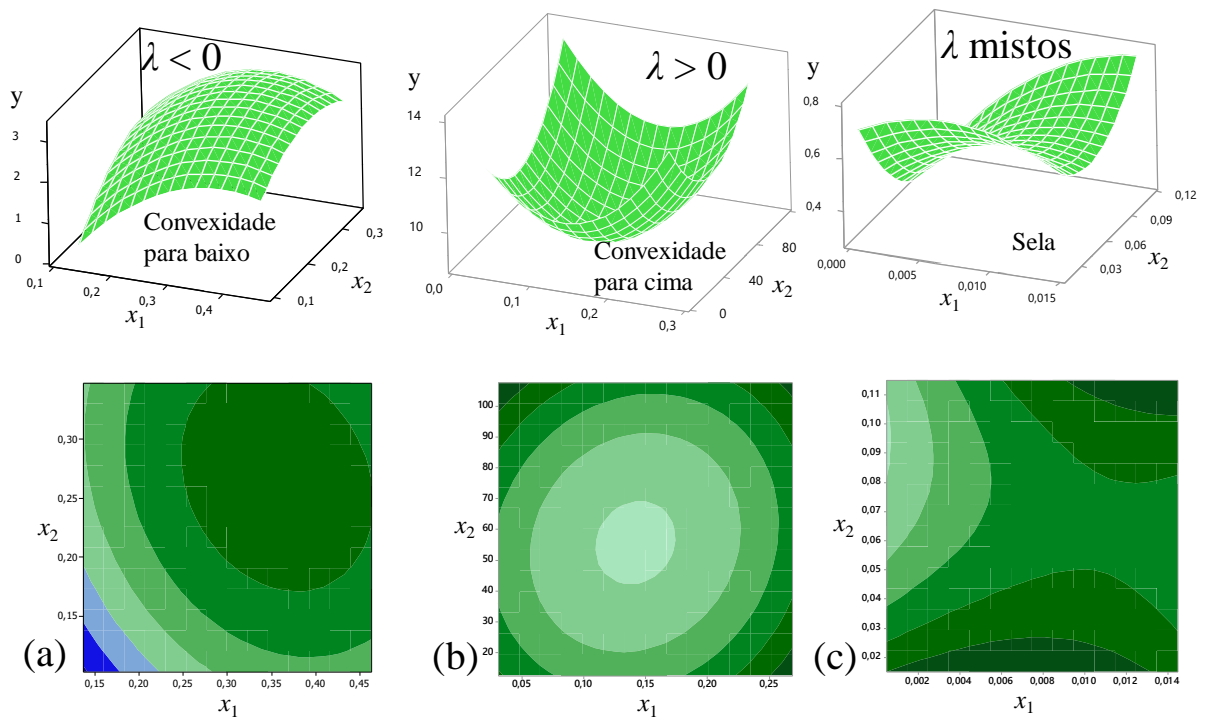 λ < 0
y
3
2
1
0
0,1
0,2
0,3
0,4
x1
0,1
0,2
0,3
x2
Convexidade
para baixo
λ > 0
y
14
12
10
0,0
0,1
0,2
0,3
x1
0
40
80
x2
Convexidade
para cima
λ mistos
y
0,8
0,6
0,4
0,000
0,005
0,010
0,015
x1
0,03
0,06
0,09
0,12
x2
Sela
(a)
x2
0,30
0,25
0,20
0,15
0,15 0,20 0,25 0,30 0,35 0,40 0,45
x1
(b)
x2
100
90
80
70
60
50
40
30
20
0,05 0,10 0,15 0,20 0,25
x1
(c)
x2
0,11
0,10
0,09
0,08
0,07
0,06
0,05
0,04
0,03
0,02
0,002 0,004 0,006 0,008 0,010 0,012 0,014
x1